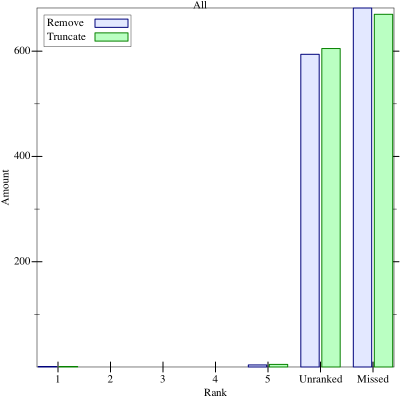 All
Remove
Truncate
600
400
200
Amount
1 2 3 4 5 Unranked Missed
Rank